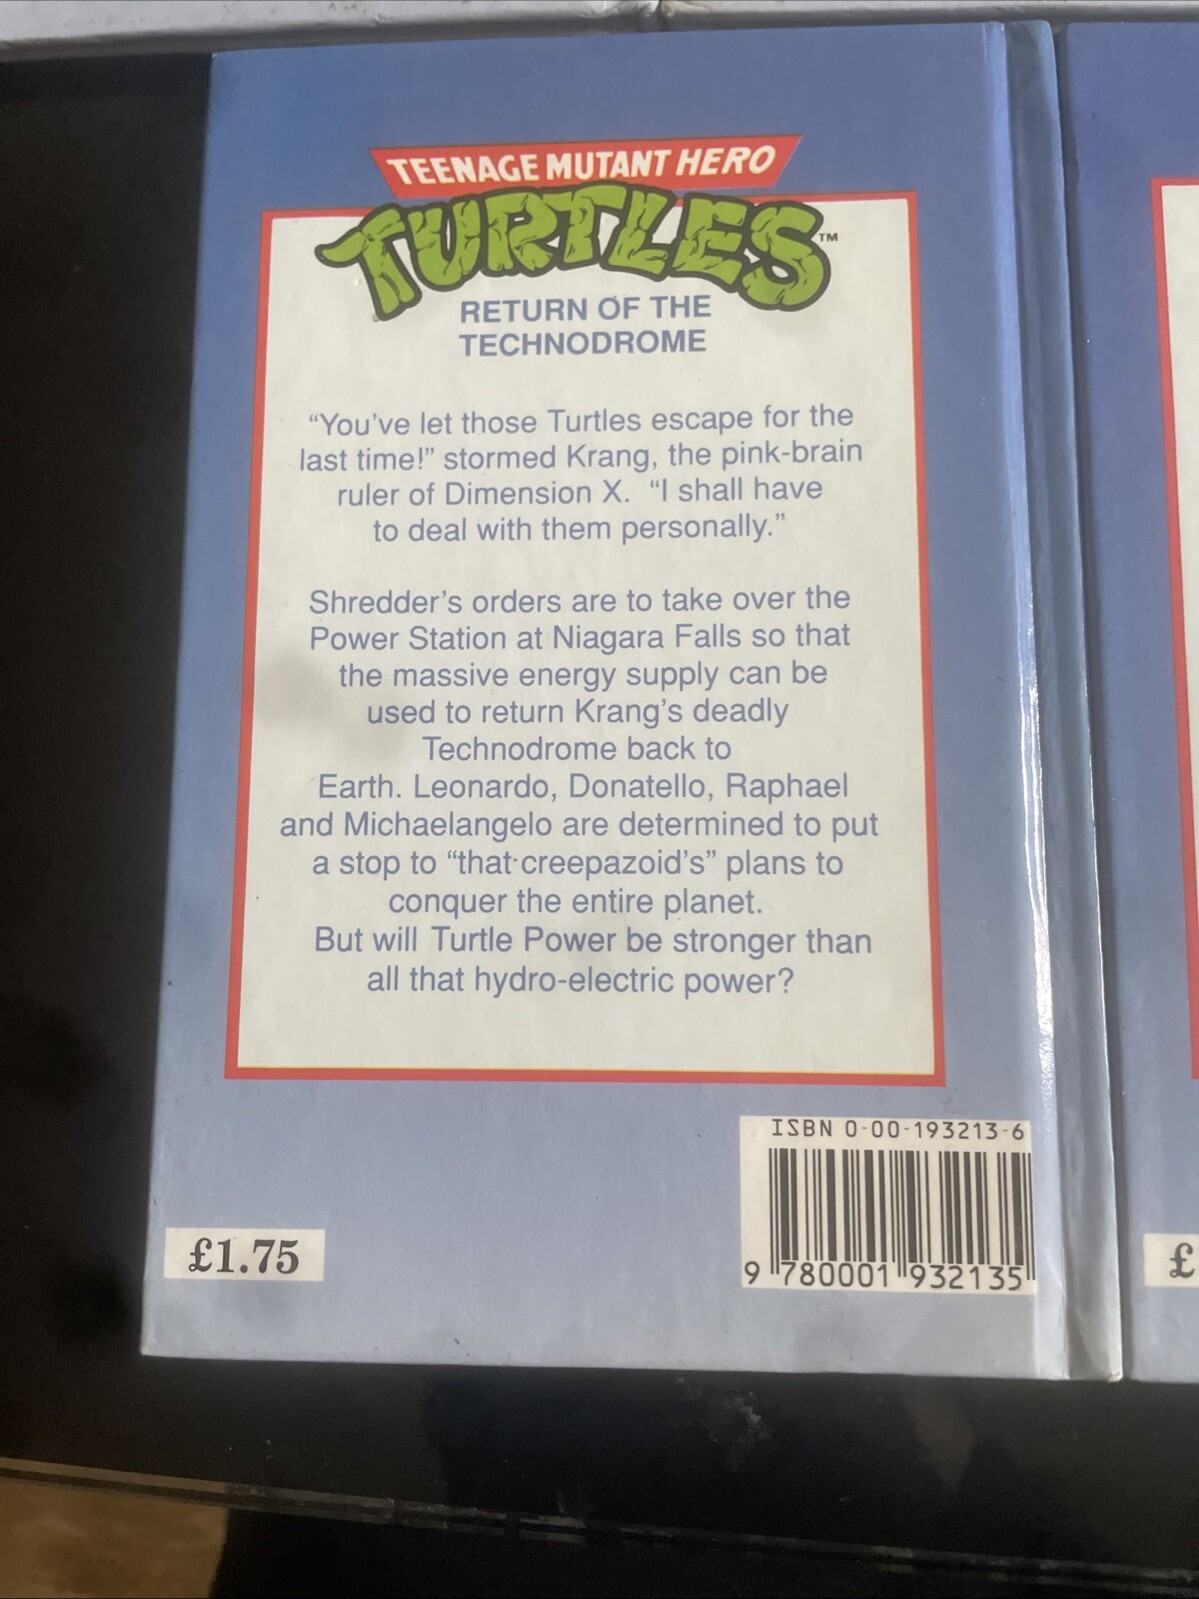 TEENAGE MUTANT HERO
TURTLES™
RETURN OF THE
TECHNODROME
“You’ve let those Turtles escape for the
last time!” stormed Krang, the pink-brain
ruler of Dimension X. “I shall have
to deal with them personally.”
Shredder’s orders are to take over the
Power Station at Niagara Falls so that
the massive energy supply can be
used to return Krang’s deadly
Technodrome back to
Earth. Leonardo, Donatello, Raphael
and Michaelangelo are determined to put
a stop to “that creepazoid’s” plans to
conquer the entire planet.
But will Turtle Power be stronger than
all that hydro-electric power?
ISBN 0-00-193213-6
9 780001 932135
£1.75
£